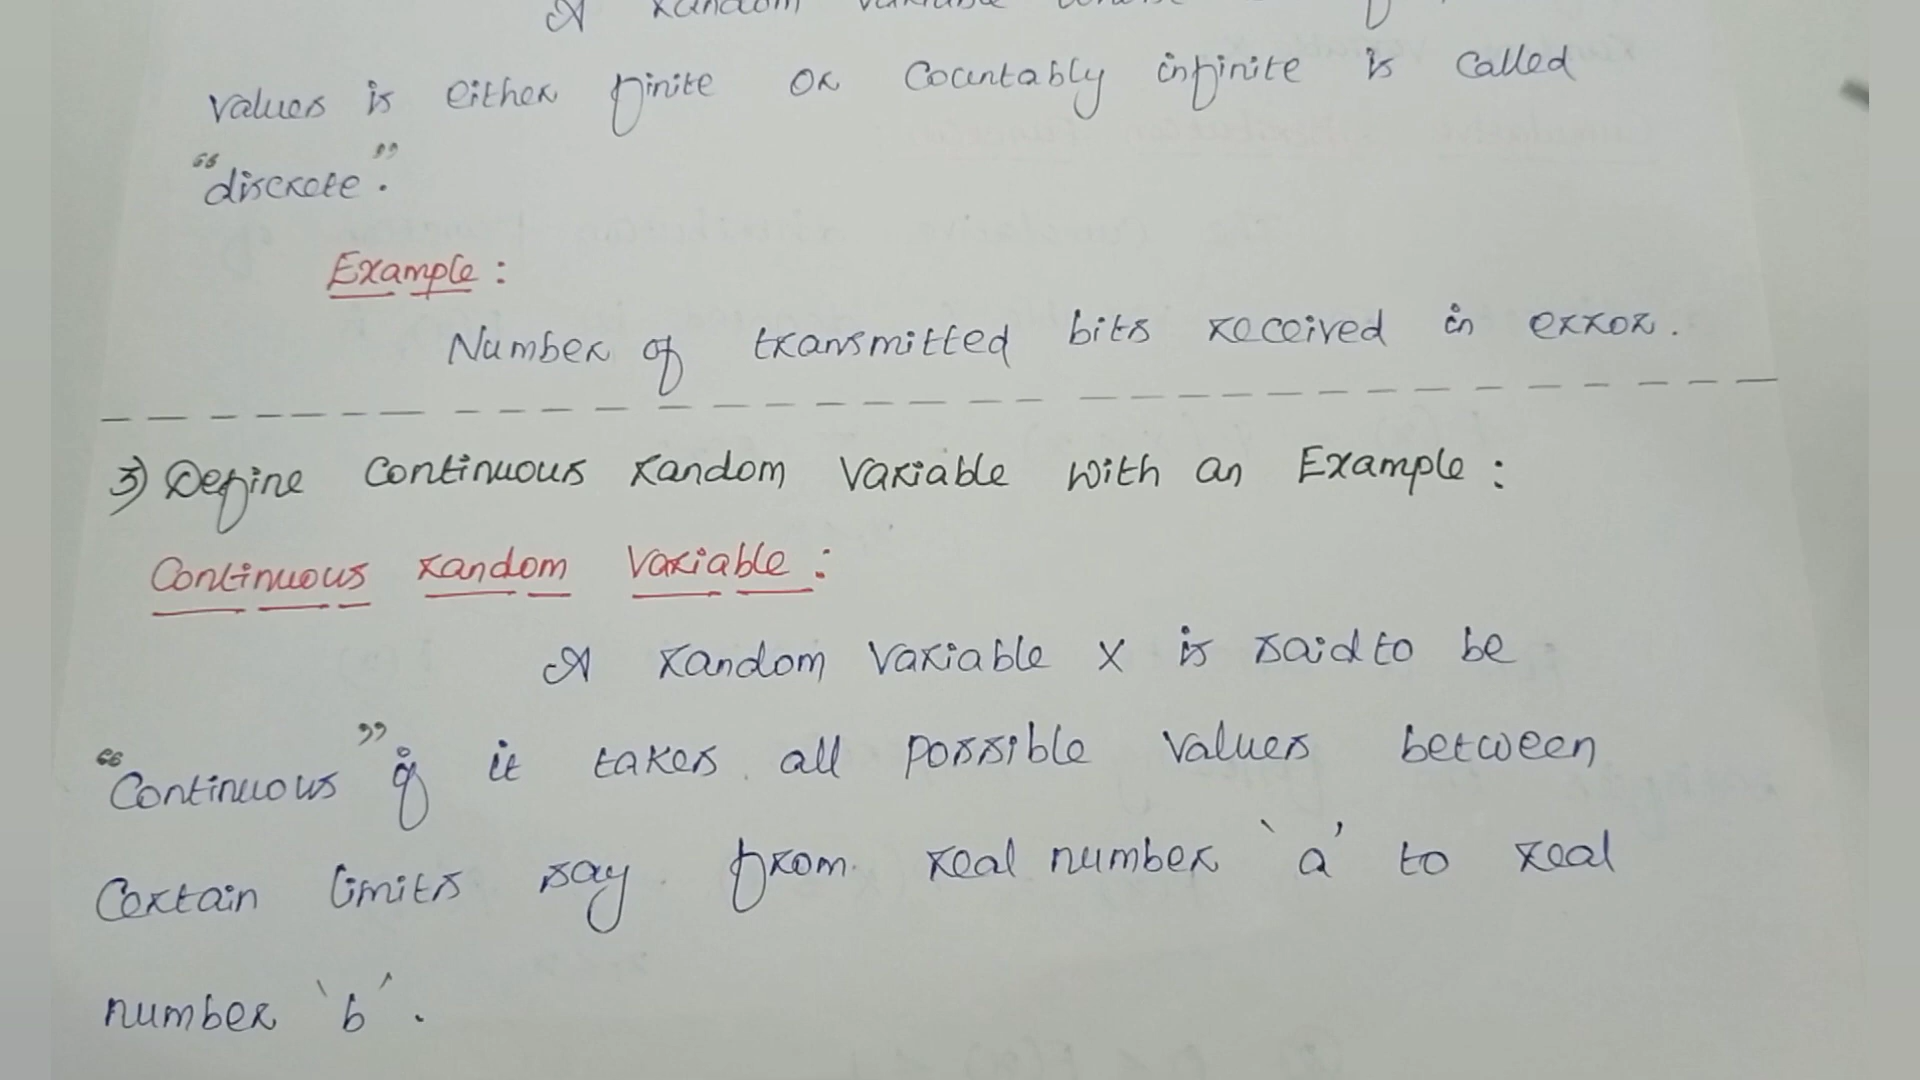 A random variable
values is either finite or countably infinite is called
"discrete".
Example:
Number of transmitted bits received in error.
3) Define Continuous random variable with an Example:
Continuous random variable:
A random variable X is said to be
"Continuous" if it takes all possible values between
certain limits say from real number 'a' to real
number 'b'.